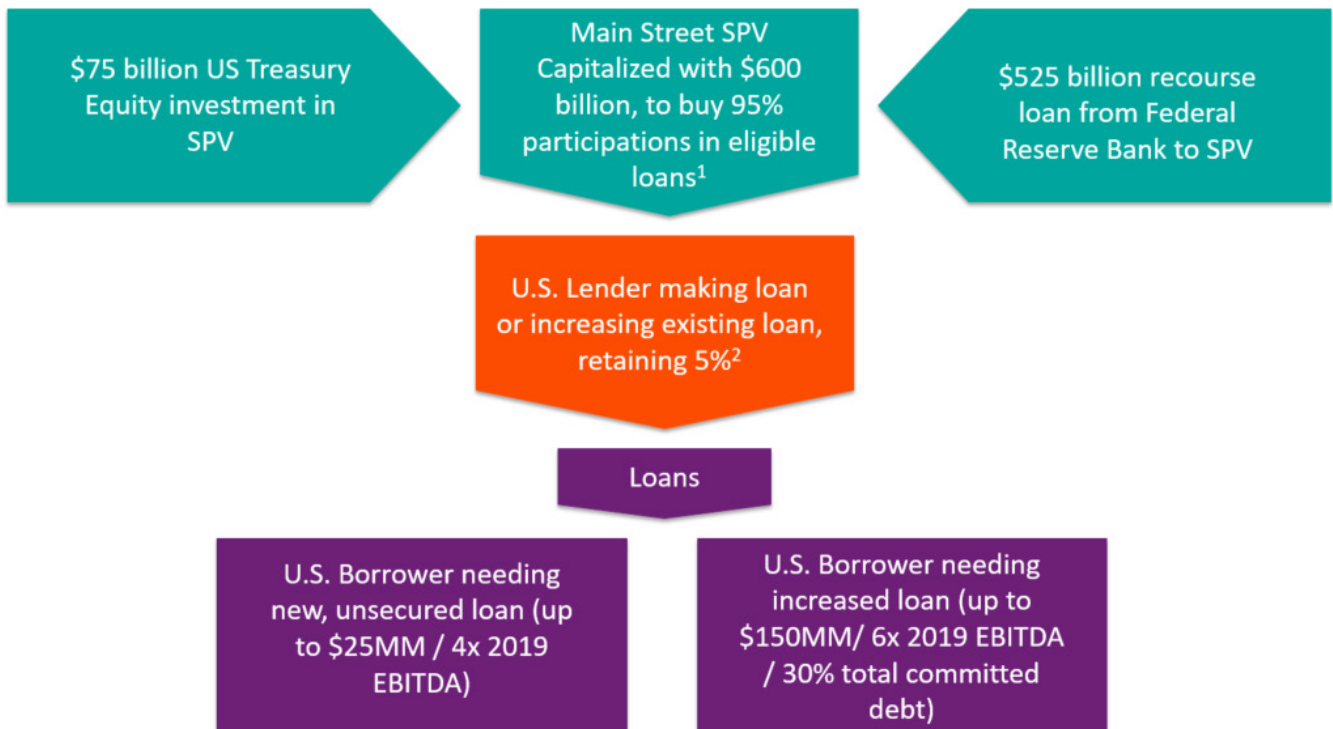 $75 billion US Treasury
Equity investment in
SPV
Main Street SPV
Capitalized with $600
billion, to buy 95%
participations in eligible
loans¹
$525 billion recourse
loan from Federal
Reserve Bank to SPV
U.S. Lender making loan
or increasing existing loan,
retaining 5%²
Loans
U.S. Borrower needing
new, unsecured loan (up
to $25MM / 4x 2019
EBITDA)
U.S. Borrower needing
increased loan (up to
$150MM/ 6x 2019 EBITDA
/ 30% total committed
debt)